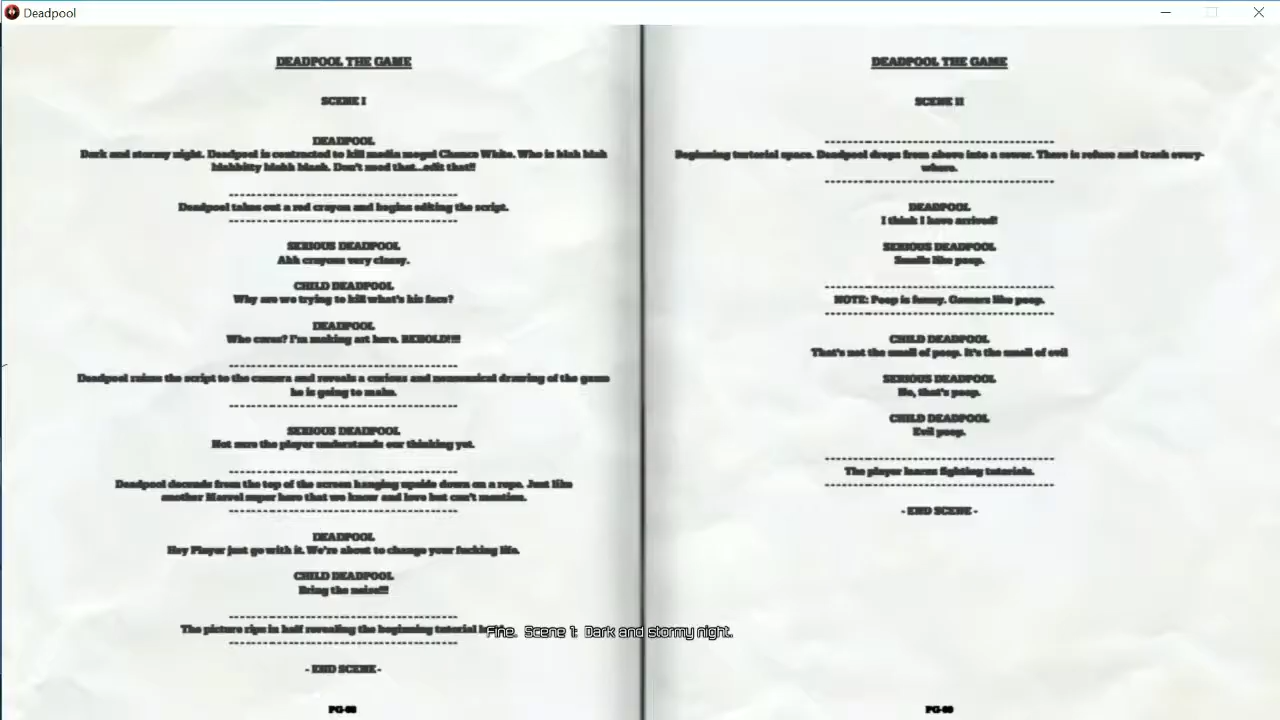 Deadpool
DEADPOOL THE GAME
SCENE I
DEADPOOL
Dark and stormy night. Deadpool is contracted to kill media mogul Chance White. Who is blah blah
blahbitty blahh blaah. Don't need that...edit that!!
Deadpool takes out a red crayon and begins editing the script.
SERIOUS DEADPOOL
Ahh crayons very classy.
CHILD DEADPOOL
Why are we trying to kill what's his face?
DEADPOOL
Who cares? I'm making art here. BEHOLD!!!!
Deadpool raises the script to the camera and reveals a curious and nonsensical drawing of the game
he is going to make.
SERIOUS DEADPOOL
Not sure the player understands our thinking yet.
Deadpool decends from the top of the screen hanging upside down on a rope. Just like
another Marvel super hero that we know and love but can't mention.
DEADPOOL
Hey Player just go with it. We're about to change your fucking life.
CHILD DEADPOOL
Bring the noise!!!
The picture rips in half revealing the beginning tutorial
- END SCENE -
PG-08
DEADPOOL THE GAME
SCENE II
Beginning turtorial space. Deadpool drops from above into a sewer. There is refuse and trash every-
where.
DEADPOOL
I think I have arrived!
SERIOUS DEADPOOL
Smells like poop.
NOTE: Poop is funny. Gamers like poop.
CHILD DEADPOOL
That's not the smell of poop. It's the smell of evil
SERIOUS DEADPOOL
No, that's poop.
CHILD DEADPOOL
Evil poop.
The player learns fighting tutorials.
- END SCENE -
PG-09
Fine. Scene 1: Dark and stormy night.